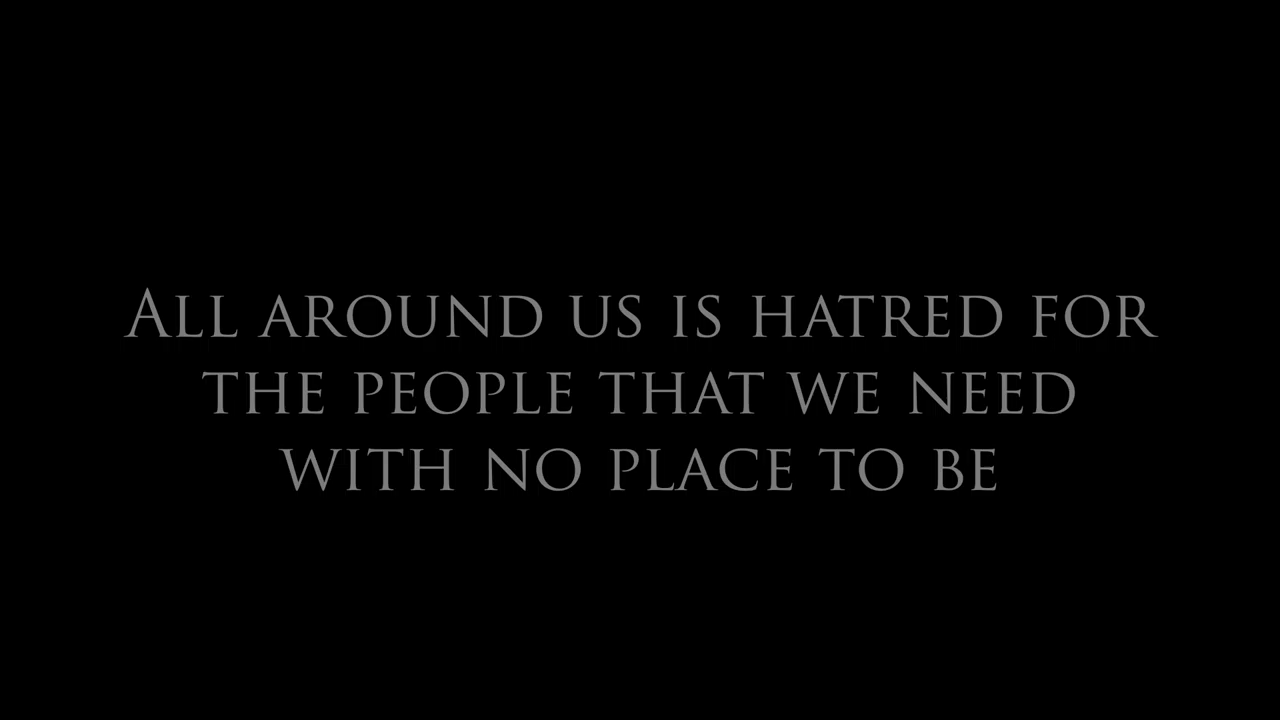 All around us is hatred for
the people that we need
with no place to be